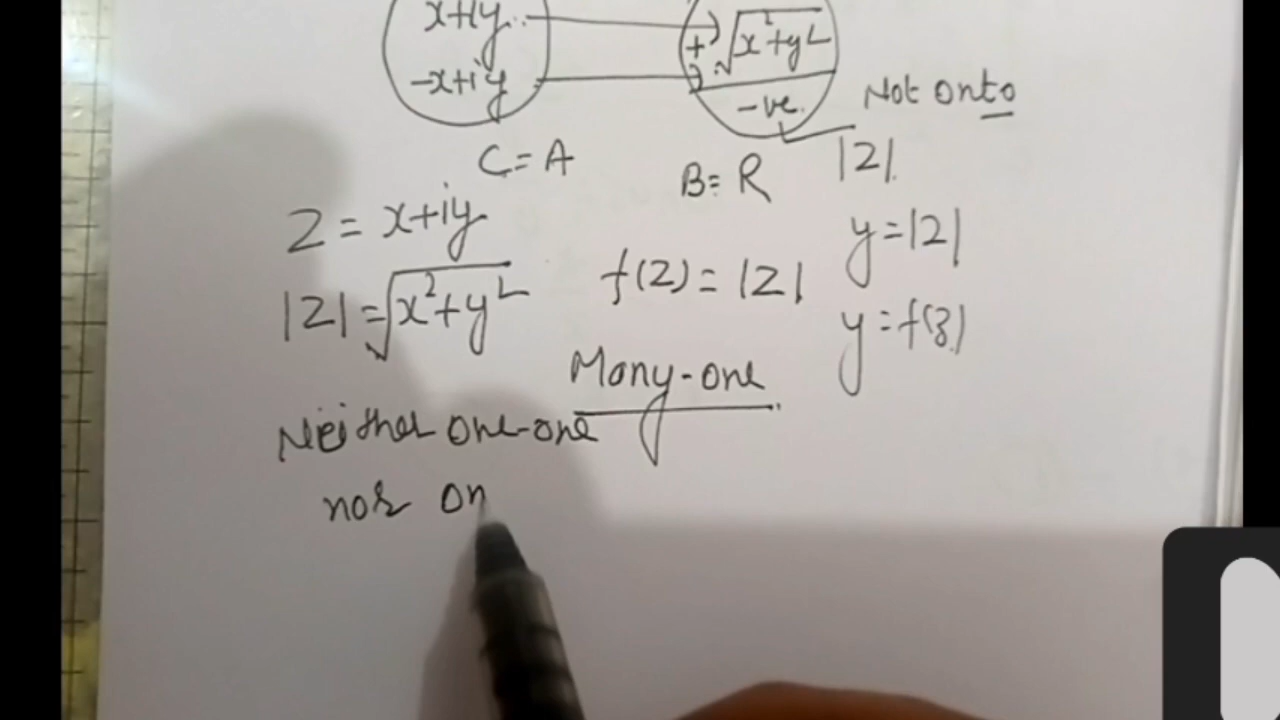 x+iy
+ √x²+y²
-x+iy
-ve
Not onto
C = A
B = R
|z|
z = x+iy
y = |z|
|z| = √x²+y²
f(z) = |z|
y = f(z)
Many-one
Neither one-one
nor on